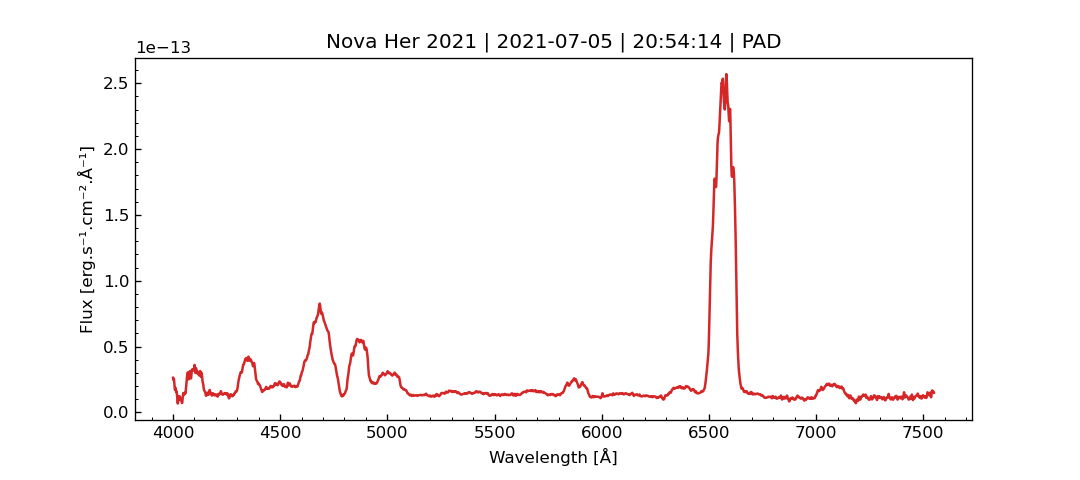 Nova Her 2021 | 2021-07-05 | 20:54:14 | PAD
1e−13
2.5
2.0
1.5
1.0
0.5
0.0
Flux [erg.s⁻¹.cm⁻².Å⁻¹]
4000 4500 5000 5500 6000 6500 7000 7500
Wavelength [Å]